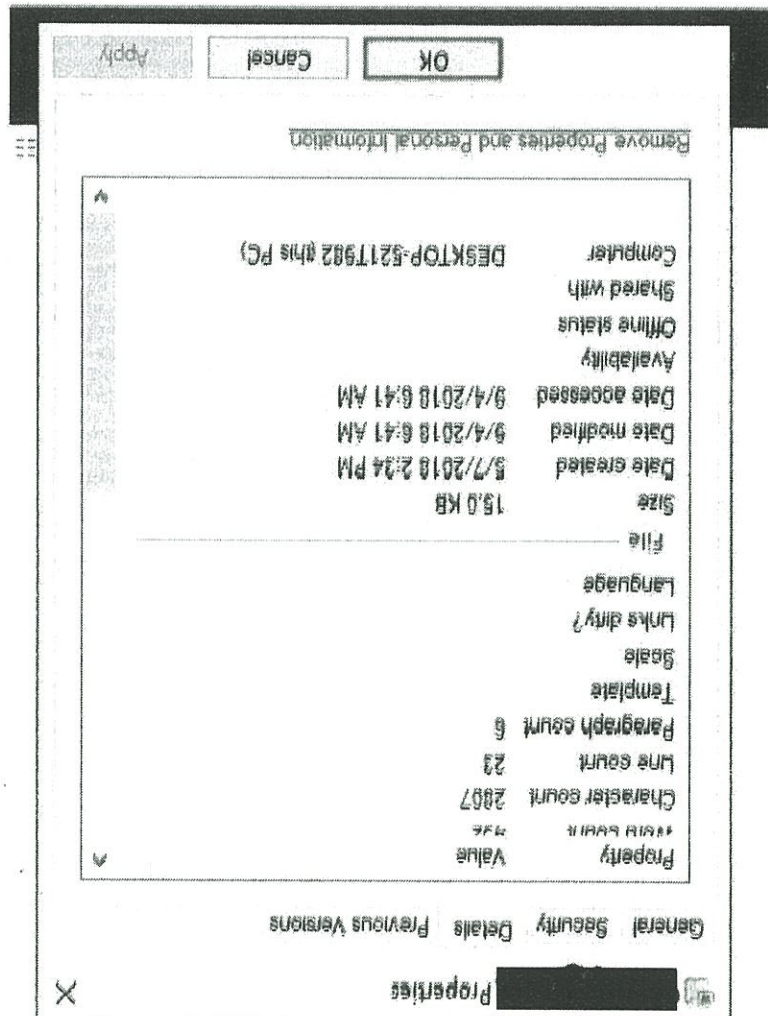 Properties
General Security Details Previous Versions
Property Value
Character count 2807
Line count 23
Paragraph count 6
Template
Scale
Links dirty?
Language
File
Size 15.0 KB
Date created 5/7/2018 2:34 PM
Date modified 9/4/2018 6:41 AM
Date accessed 9/4/2018 6:41 AM
Availability
Offline status
Shared with
Computer DESKTOP-521T982 (this PC)
Remove Properties and Personal Information
OK Cancel Apply